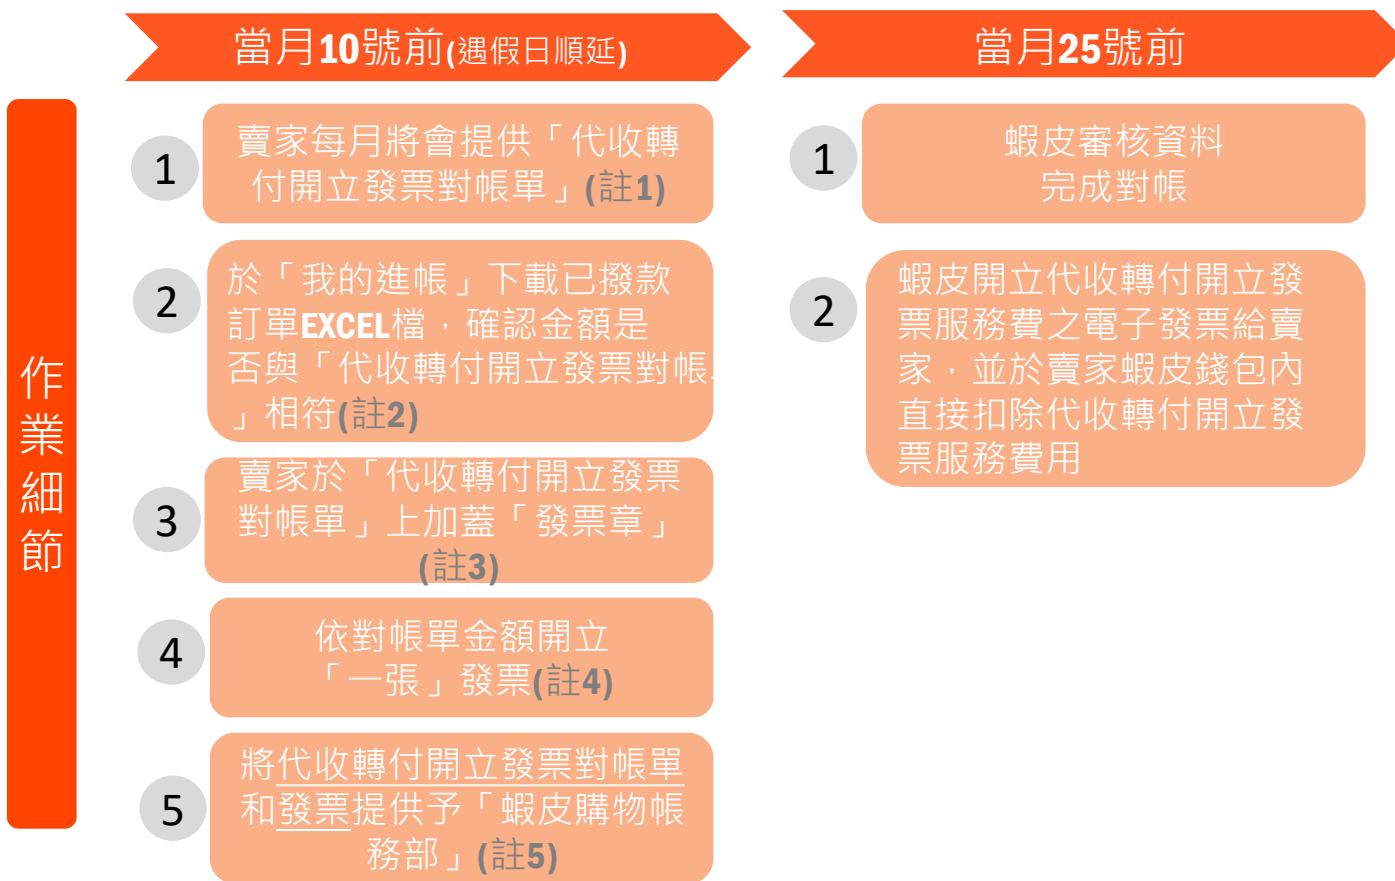 當月10號前(遇假日順延)
當月25號前
作業細節
1
賣家每月將會提供「代收轉
付開立發票對帳單」(註1)
2
於「我的進帳」下載已撥款
訂單EXCEL檔，確認金額是
否與「代收轉付開立發票對帳
」相符(註2)
3
賣家於「代收轉付開立發票
對帳單」上加蓋「發票章」
(註3)
4
依對帳單金額開立
「一張」發票(註4)
5
將代收轉付開立發票對帳單
和發票提供予「蝦皮購物帳
務部」(註5)
1
蝦皮審核資料
完成對帳
2
蝦皮開立代收轉付開立發
票服務費之電子發票給賣
家，並於賣家蝦皮錢包內
直接扣除代收轉付開立發
票服務費用